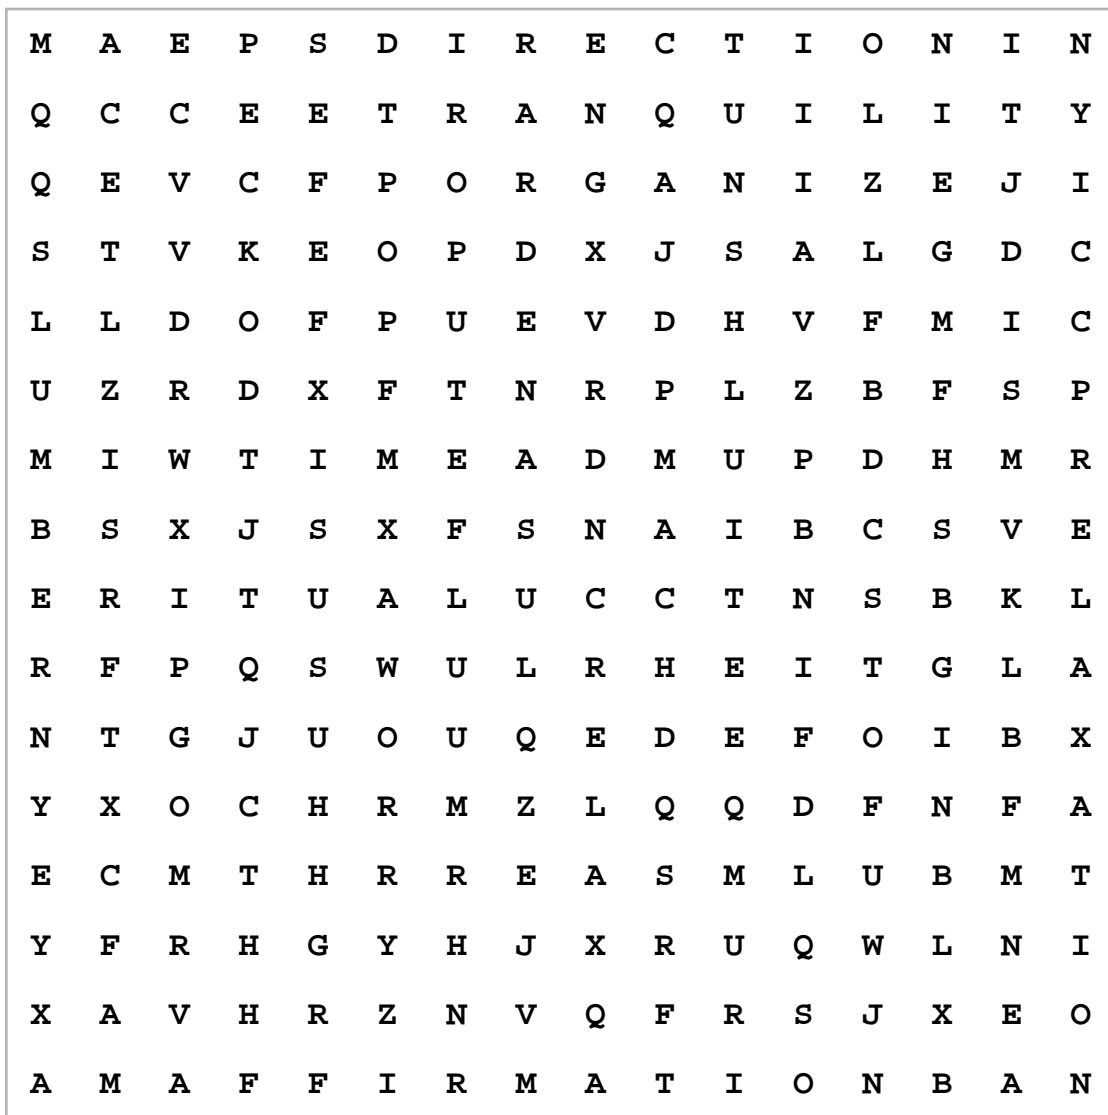 M A E P S D I R E C T I O N I N
Q C C E E T R A N Q U I L I T Y
Q E V C F P O R G A N I Z E J I
S T V K E O P D X J S A L G D C
L L D O F P U E V D H V F M I C
U Z R D X F T N R P L Z B F S P
M I W T I M E A D M U P D H M R
B S X J S X F S N A I B C S V E
E R I T U A L U C C T N S B K L
R F P Q S W U L R H E I T G L A
N T G J U O U Q E D E F O I B X
Y X O C H R M Z L Q Q D F N F A
E C M T H R R E A S M L U B M T
Y F R H G Y H J X R U Q W L N I
X A V H R Z N V Q F R S J X E O
A M A F F I R M A T I O N B A N